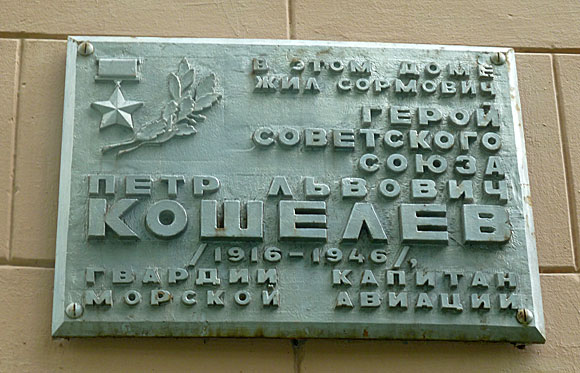 В ЭТОМ ДОМЕ
ЖИЛ СОРМОВИЧ,
ГЕРОЙ
СОВЕТСКОГО
СОЮЗА
ПЕТР ЛЬВОВИЧ
КОШЕЛЕВ
/1916-1946/,
ГВАРДИИ КАПИТАН
МОРСКОЙ АВИАЦИИ